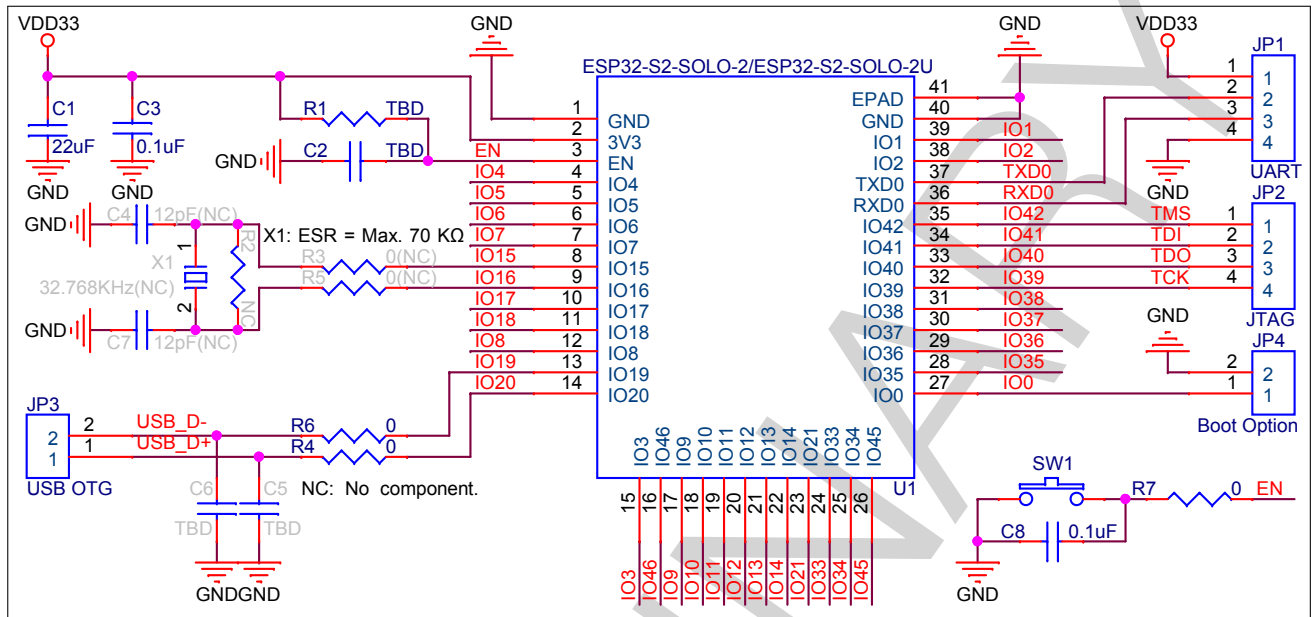 VDD33
GND
GND
VDD33
JP1
ESP32-S2-SOLO-2/ESP32-S2-SOLO-2U
C1
22uF
GND
C3
0.1uF
GND
R1
TBD
GND
C2
TBD
EN
IO4
IO5
IO6
IO7
IO15
IO16
IO17
IO18
IO8
IO19
IO20
1
2
3
4
5
6
7
8
9
10
11
12
13
14
GND
3V3
EN
IO4
IO5
IO6
IO7
IO15
IO16
IO17
IO18
IO8
IO19
IO20
EPAD
GND
IO1
IO2
TXD0
RXD0
IO42
IO41
IO40
IO39
IO38
IO37
IO36
IO35
IO0
41
40
39
38
37
36
35
34
33
32
31
30
29
28
27
IO1
IO2
TXD0
RXD0
IO42
IO41
IO40
IO39
IO38
IO37
IO36
IO35
IO0
1
2
3
4
1
2
3
4
GND
UART
JP2
TMS
TDI
TDO
TCK
1
2
3
4
1
2
3
4
JTAG
GND
JP4
2
1
2
1
Boot Option
GND
C4 12pF(NC)
1
X1
32.768KHz(NC)
2
R2
NC
X1: ESR = Max. 70 KΩ
R3 0(NC)
R5 0(NC)
GND
C7 12pF(NC)
JP3
2
1
2
1
USB OTG
USB_D-
USB_D+
R6 0
R4 0
C6
TBD
C5
TBD
NC: No component.
GND
GND
IO3
IO46
IO9
IO10
IO11
IO12
IO13
IO14
IO21
IO33
IO34
IO45
U1
15
16
17
18
19
20
21
22
23
24
25
26
IO3
IO46
IO9
IO10
IO11
IO12
IO13
IO14
IO21
IO33
IO34
IO45
SW1
R7 0 EN
C8 0.1uF
GND